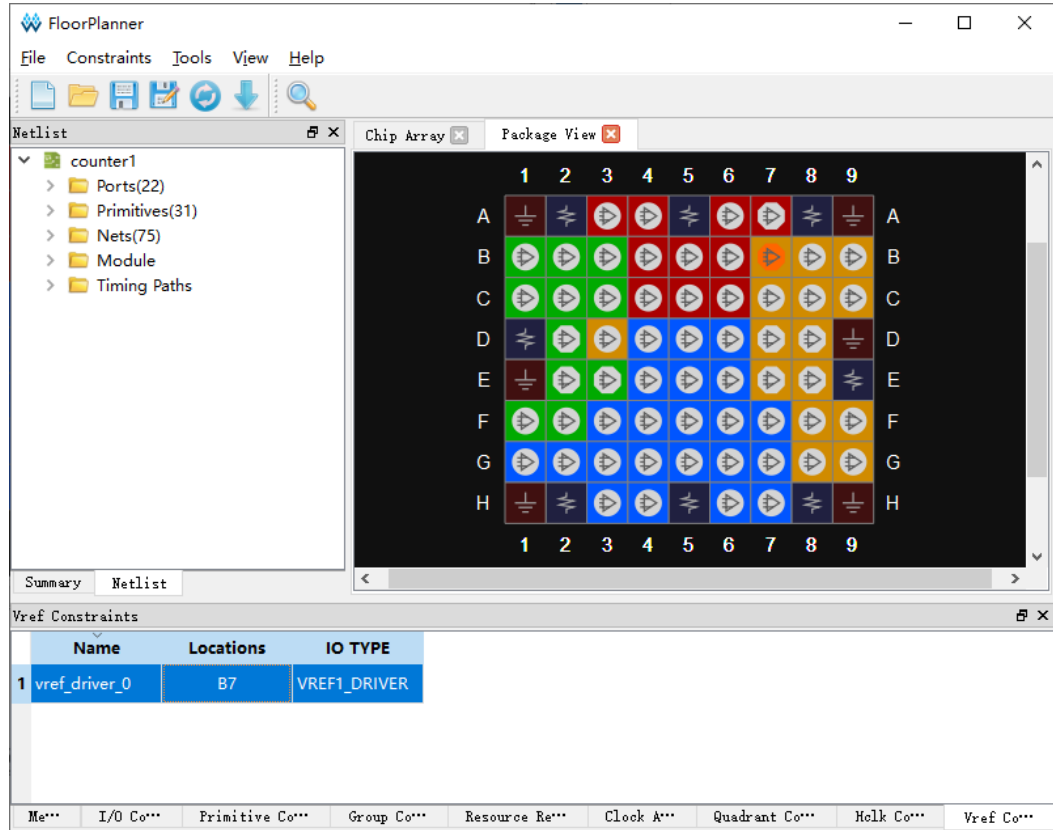 FloorPlanner
File Constraints Tools View Help
Netlist
Chip Array Package View
counter1
Ports(22)
Primitives(31)
Nets(75)
Module
Timing Paths
1 2 3 4 5 6 7 8 9
A A
B B
C C
D D
E E
F F
G G
H H
1 2 3 4 5 6 7 8 9
Summary Netlist
Vref Constraints
Name Locations IO TYPE
1 vref_driver_0 B7 VREF1_DRIVER
Me··· I/O Co··· Primitive Co··· Group Co··· Resource Re··· Clock A··· Quadrant Co··· Hclk Co··· Vref Co···